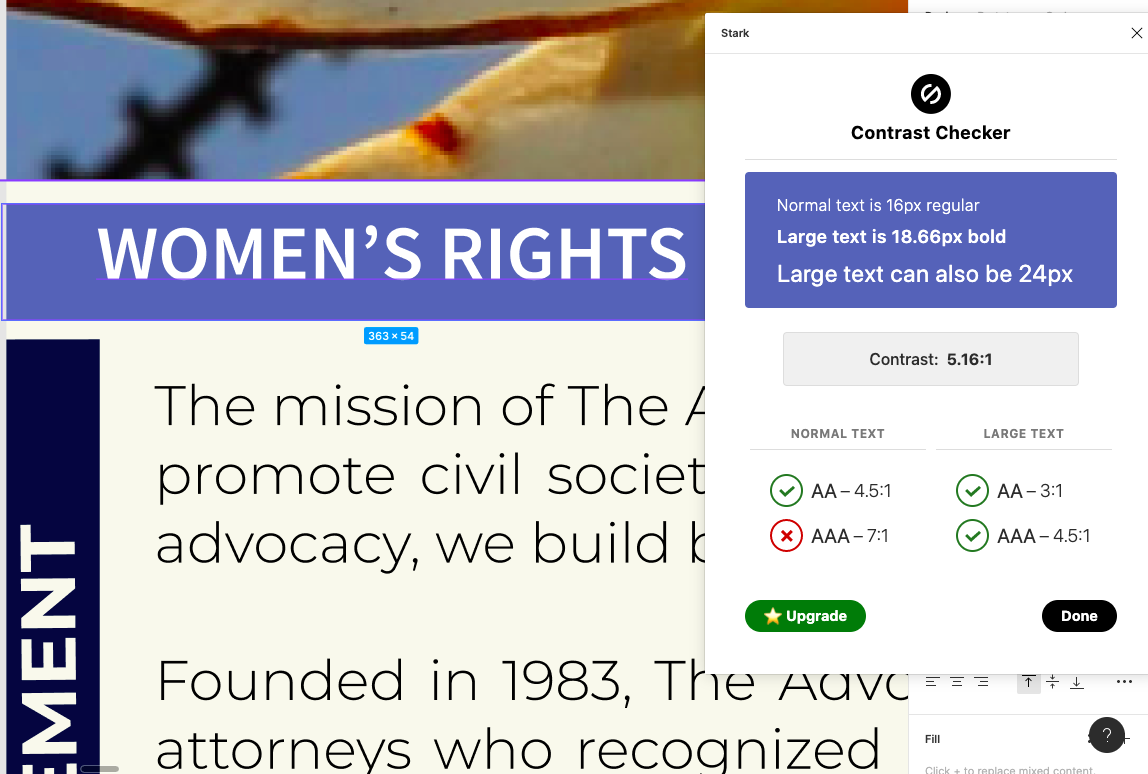 Stark
Contrast Checker
Normal text is 16px regular
Large text is 18.66px bold
Large text can also be 24px
Contrast: 5.16:1
NORMAL TEXT
LARGE TEXT
AA – 4.5:1
AA – 3:1
AAA – 7:1
AAA – 4.5:1
Upgrade
Done
WOMEN’S RIGHTS
363 × 54
The mission of The A
promote civil societ
advocacy, we build
Founded in 1983, The Advo
attorneys who recognized
EMENT
Fill
?
Click + to replace mixed content.